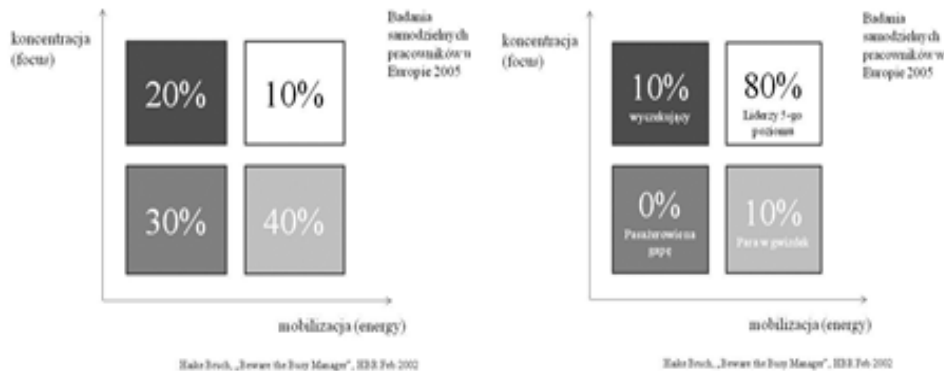 koncentracja
(focus)
Badania
samodzielnych
pracowników w
Europie 2005
20%
10%
30%
40%
mobilizacja (energy)
Heike Bruch, „Beware the Busy Manager”, HBR Feb 2002
koncentracja
(focus)
Badania
samodzielnych
pracowników w
Europie 2005
10%
wyczekujący
80%
Liderzy 5-go
poziomu
0%
Pasażerowie na
gapę
10%
Para w gwizdek
mobilizacja (energy)
Heike Bruch, „Beware the Busy Manager”, HBR Feb 2002